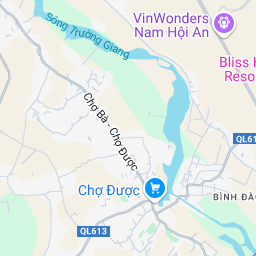 VinWonders
Nam Hội An
Sông Trường Giang
Bliss H
Reso
Chợ Bà - Chợ Được
QL61
Chợ Được
BÌNH ĐÀ
QL613